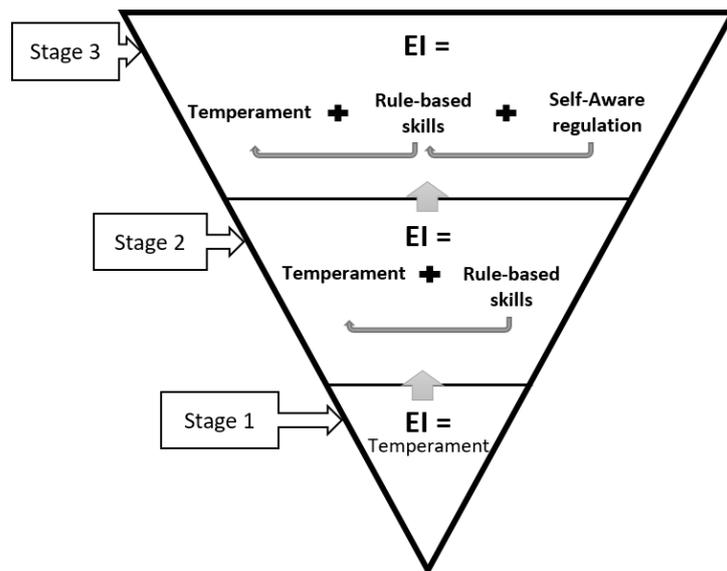 Stage 3
EI =
Temperament + Rule-based skills + Self-Aware regulation
Stage 2
EI =
Temperament + Rule-based skills
Stage 1
EI =
Temperament